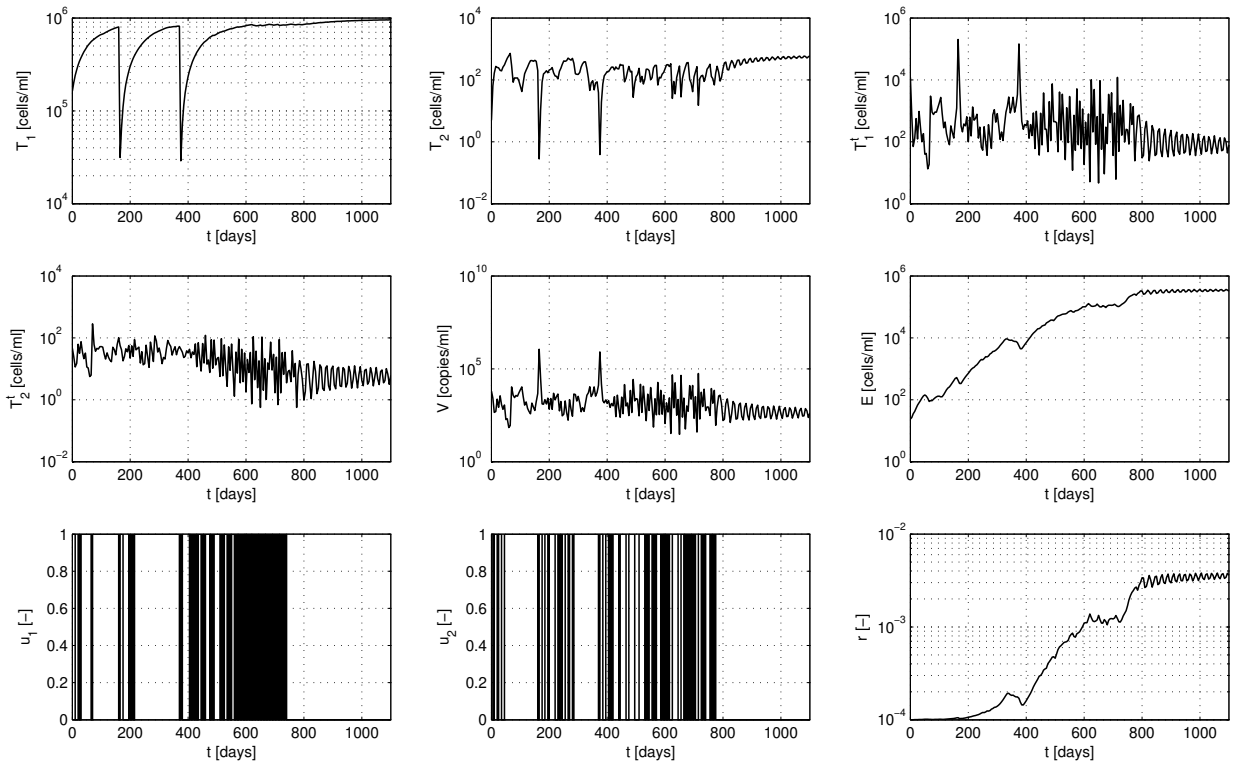 10^6
10^5
10^4
T_1 [cells/ml]
0 200 400 600 800 1000
t [days]
10^4
10^2
10^0
10^-2
T_2 [cells/ml]
0 200 400 600 800 1000
t [days]
10^6
10^4
10^2
10^0
T_1^t [cells/ml]
0 200 400 600 800 1000
t [days]
10^4
10^2
10^0
10^-2
T_2^t [cells/ml]
0 200 400 600 800 1000
t [days]
10^10
10^5
10^0
V [copies/ml]
0 200 400 600 800 1000
t [days]
10^6
10^4
10^2
10^0
E [cells/ml]
0 200 400 600 800 1000
t [days]
1
0.8
0.6
0.4
0.2
0
u_1 [−]
0 200 400 600 800 1000
t [days]
1
0.8
0.6
0.4
0.2
0
u_2 [−]
0 200 400 600 800 1000
t [days]
10^−2
10^−3
10^−4
r [−]
0 200 400 600 800 1000
t [days]